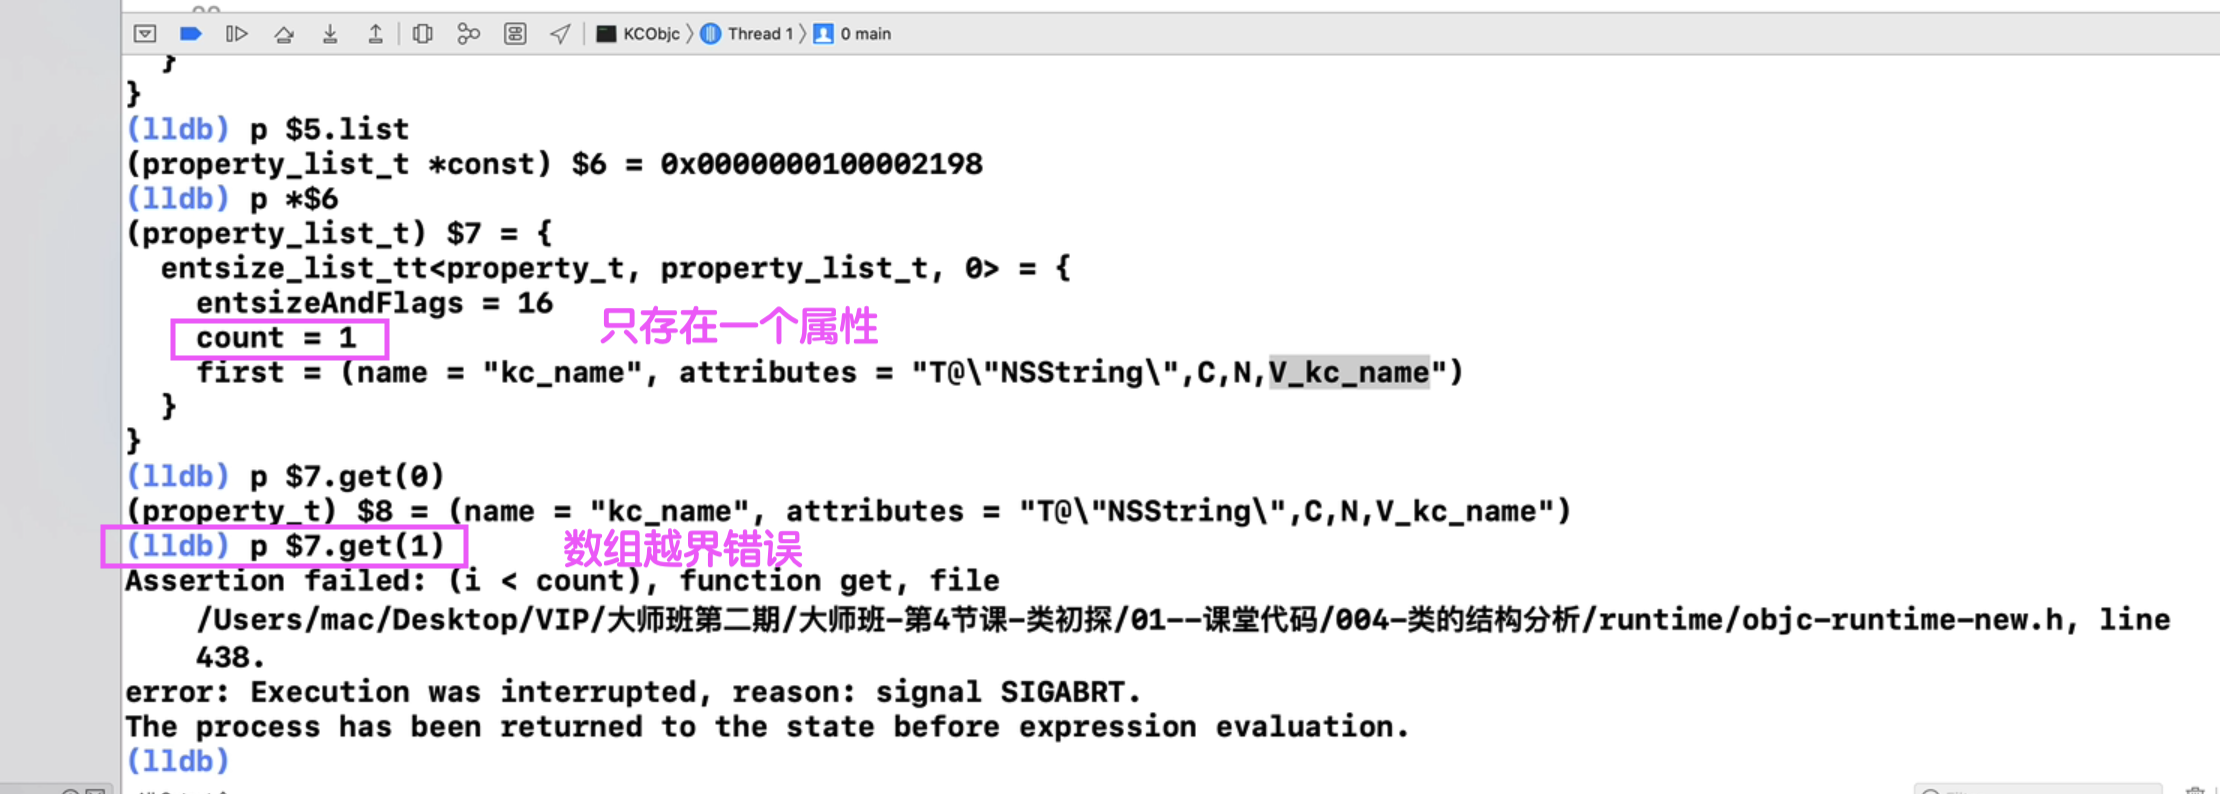 KCObjc 〉 Thread 1 〉 0 main
}
}
(lldb) p $5.list
(property_list_t *const) $6 = 0x0000000100002198
(lldb) p *$6
(property_list_t) $7 = {
entsize_list_tt<property_t, property_list_t, 0> = {
entsizeAndFlags = 16
count = 1
只存在一个属性
first = (name = "kc_name", attributes = "T@\"NSString\",C,N,V_kc_name")
}
}
(lldb) p $7.get(0)
(property_t) $8 = (name = "kc_name", attributes = "T@\"NSString\",C,N,V_kc_name")
(lldb) p $7.get(1)
数组越界错误
Assertion failed: (i < count), function get, file
/Users/mac/Desktop/VIP/大师班第二期/大师班-第4节课-类初探/01--课堂代码/004-类的结构分析/runtime/objc-runtime-new.h, line
438.
error: Execution was interrupted, reason: signal SIGABRT.
The process has been returned to the state before expression evaluation.
(lldb)